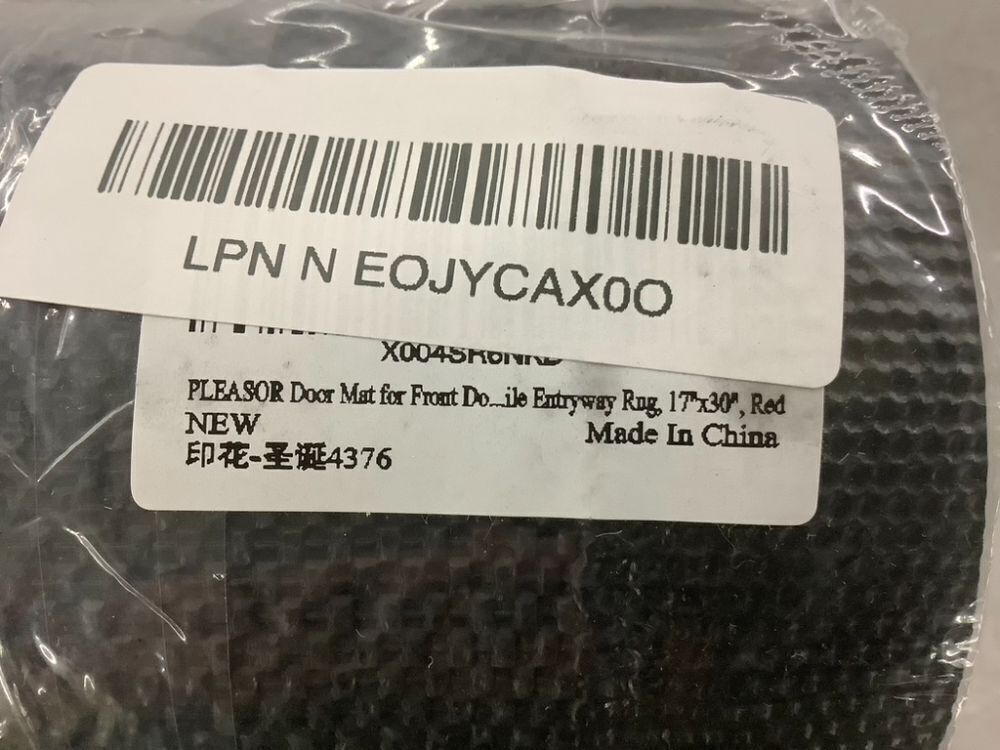 LPN N EOJYCAX0O
X004SR6NRD
PLEASOR Door Mat for Front Do...ile Entryway Rug, 17"x30", Red
NEW
Made In China
印花-圣诞4376